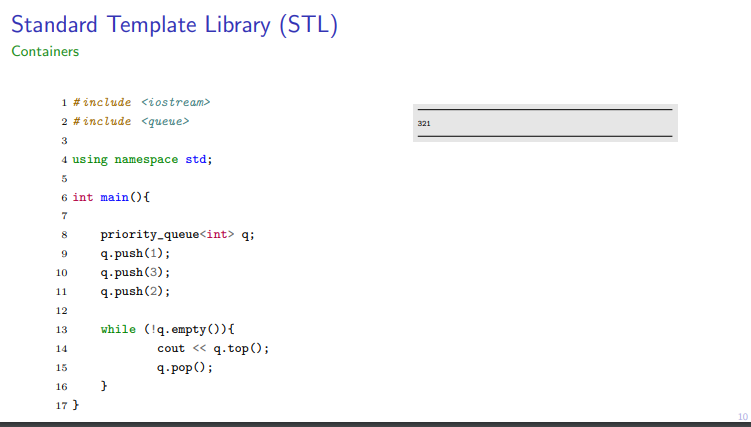 Standard Template Library (STL)
Containers
1 #include <iostream>
2 #include <queue>
3
4 using namespace std;
5
6 int main(){
7
8 priority_queue<int> q;
9 q.push(1);
10 q.push(3);
11 q.push(2);
12
13 while (!q.empty()){
14 cout << q.top();
15 q.pop();
16 }
17 }
321
10